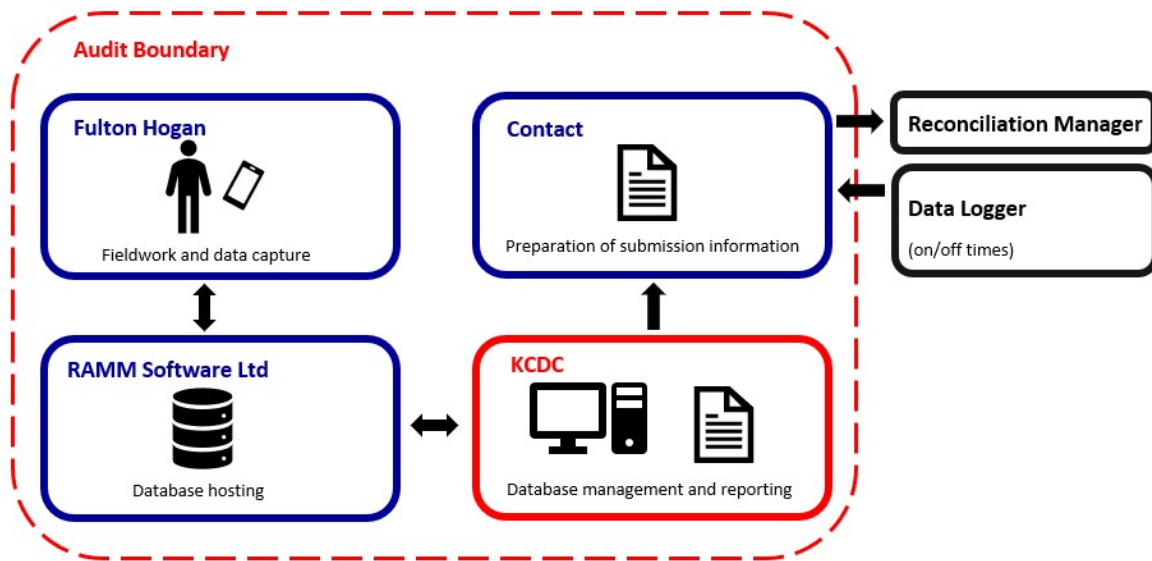 Audit Boundary
Fulton Hogan
Fieldwork and data capture
Contact
Preparation of submission information
Reconciliation Manager
Data Logger
(on/off times)
RAMM Software Ltd
Database hosting
KCDC
Database management and reporting